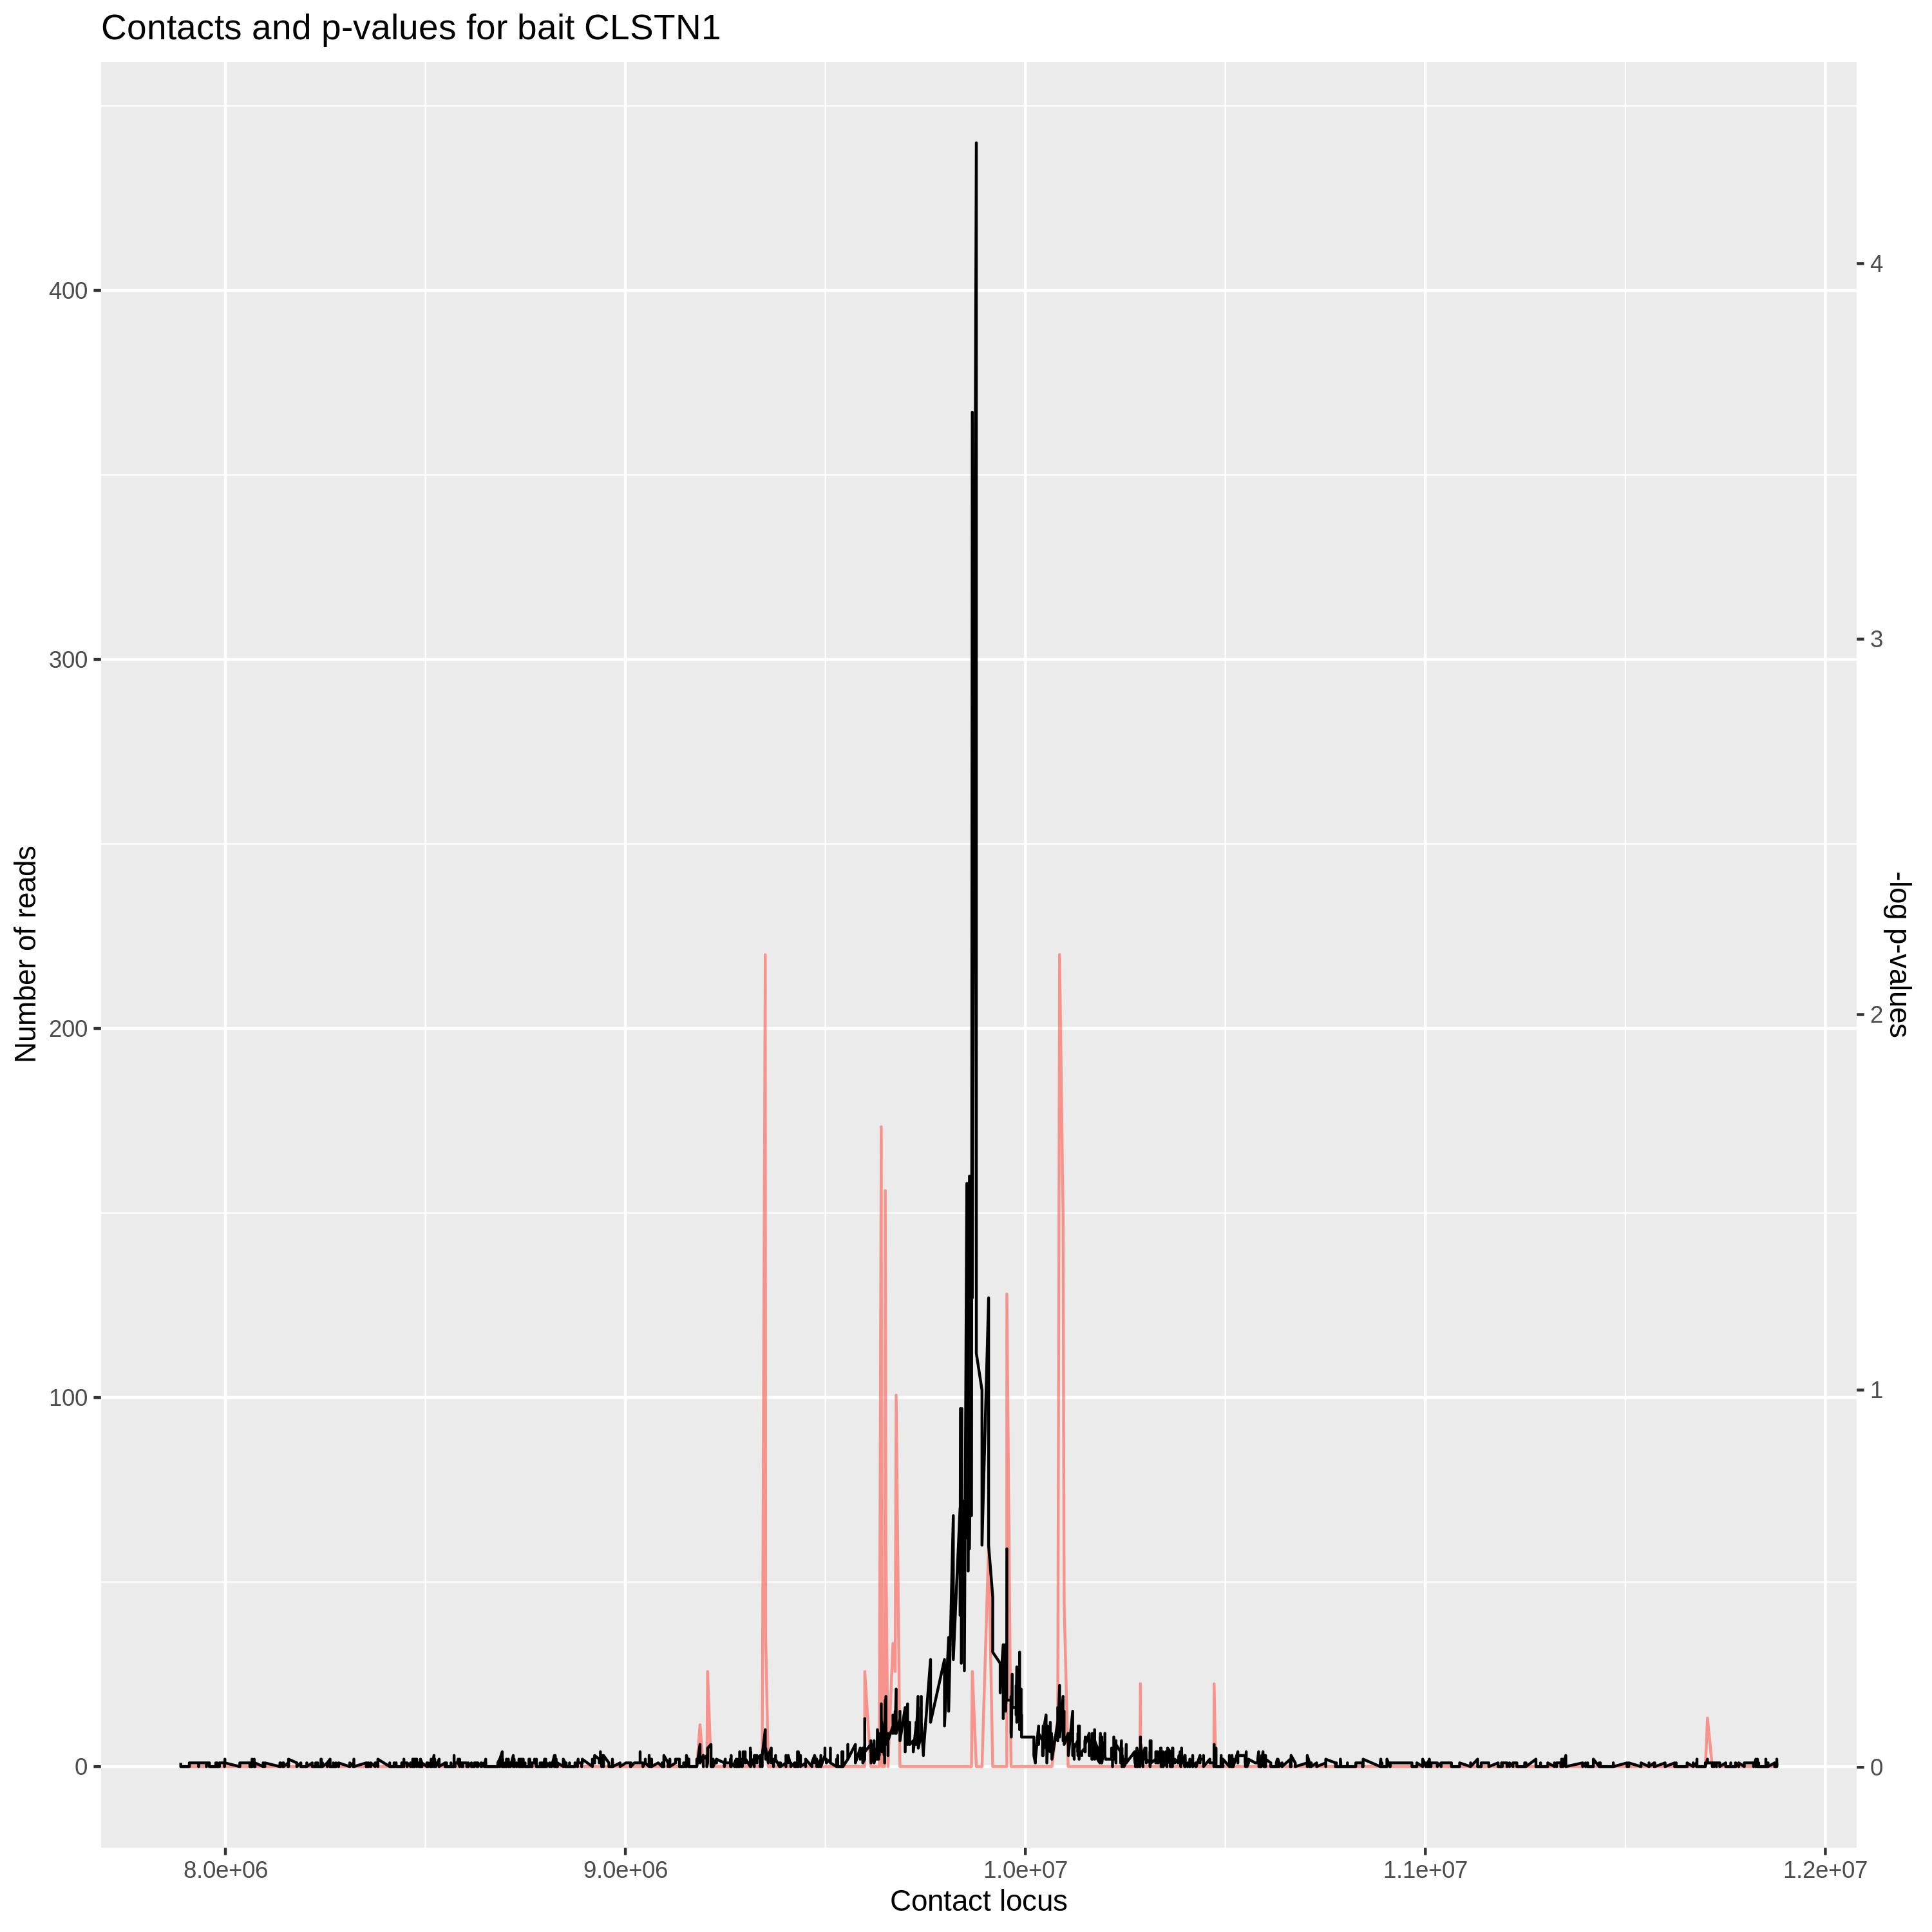 Contacts and p-values for bait CLSTN1
Number of reads
400
300
200
100
0
4
3
2
1
0
-log p-values
8.0e+06 9.0e+06 1.0e+07 1.1e+07 1.2e+07
Contact locus